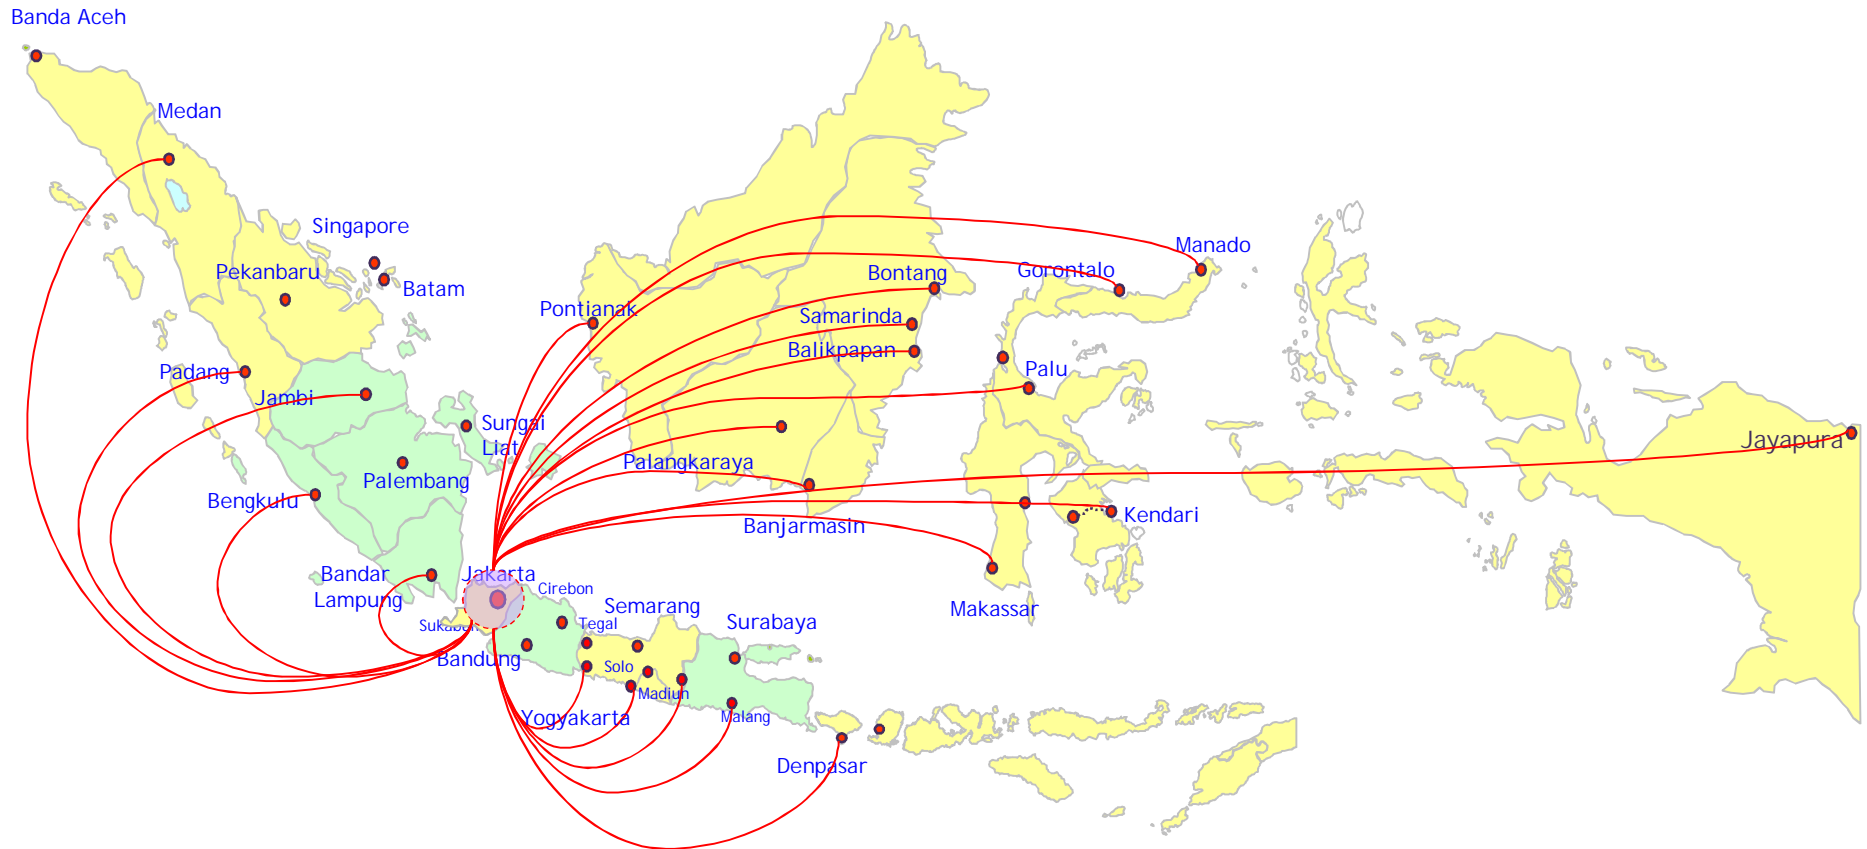 Banda Aceh
Medan
Singapore
Pekanbaru
Batam
Manado
Gorontalo
Bontang
Pontianak
Samarinda
Balikpapan
Padang
Palu
Jambi
Sungai
Liat
Jayapura
Palangkaraya
Palembang
Bengkulu
Kendari
Banjarmasin
Bandar
Lampung
Jakarta
Cirebon
Semarang
Makassar
Tegal
Surabaya
Bandung
Solo
Madiun
Yogyakarta
Malang
Denpasar